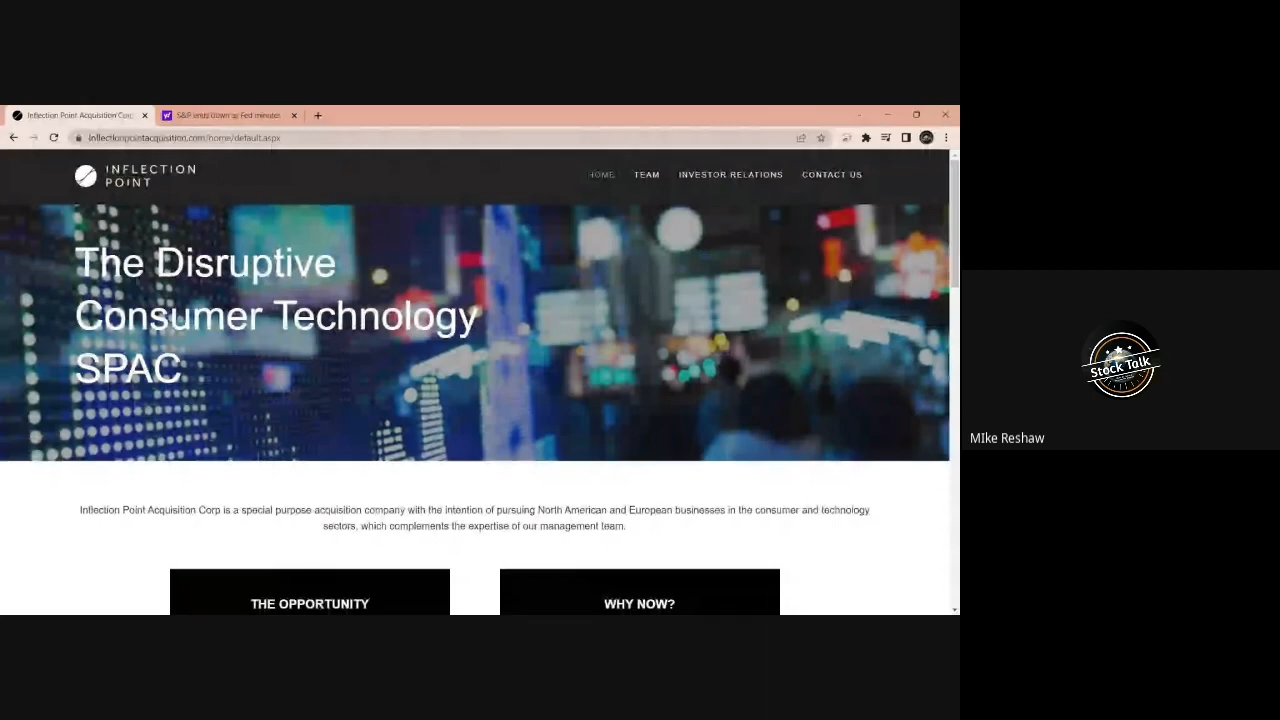 Inflection Point Acquisition Corp
S&P ends down as Fed minutes
inflectionpointacquisition.com/home/default.aspx
INFLECTION
POINT
HOME TEAM INVESTOR RELATIONS CONTACT US
The Disruptive
Consumer Technology
SPAC
Inflection Point Acquisition Corp is a special purpose acquisition company with the intention of pursuing North American and European businesses in the consumer and technology
sectors, which complements the expertise of our management team.
THE OPPORTUNITY
WHY NOW?
Stock Talk
MIke Reshaw